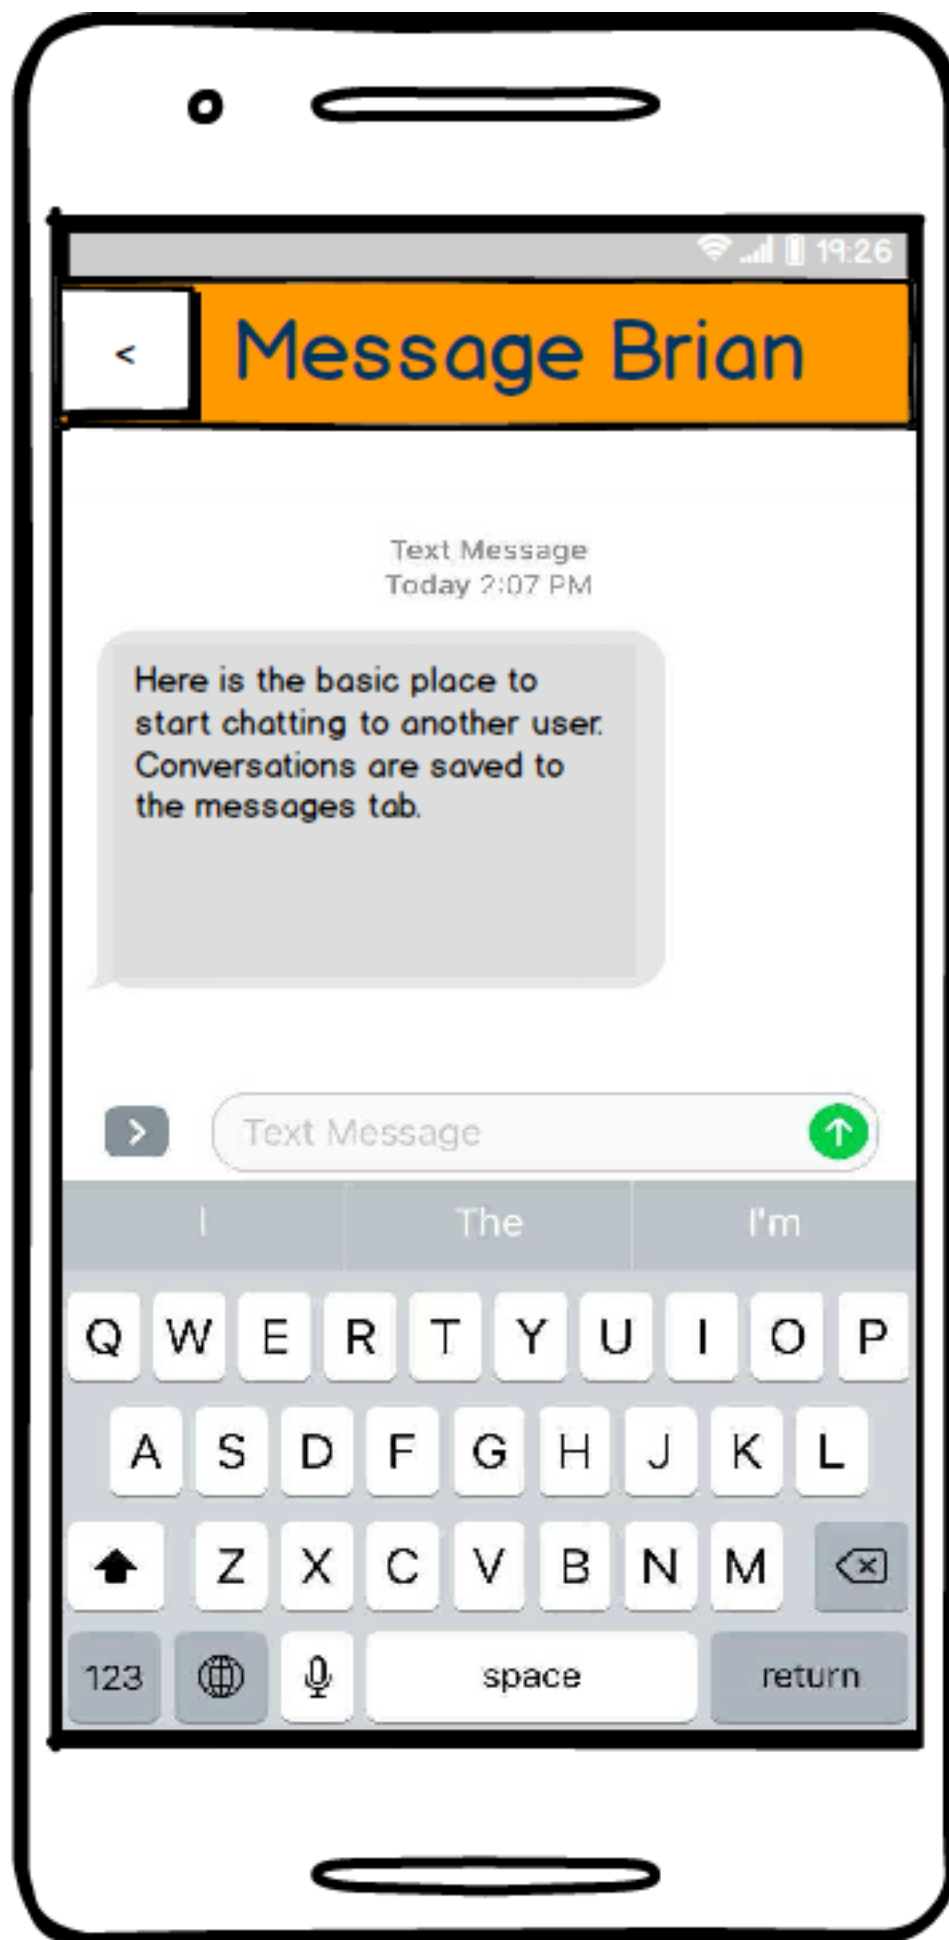 19:26
< Message Brian
Text Message
Today 2:07 PM
Here is the basic place to
start chatting to another user.
Conversations are saved to
the messages tab.
> Text Message
I The I'm
Q W E R T Y U I O P
A S D F G H J K L
Z X C V B N M
123 space return